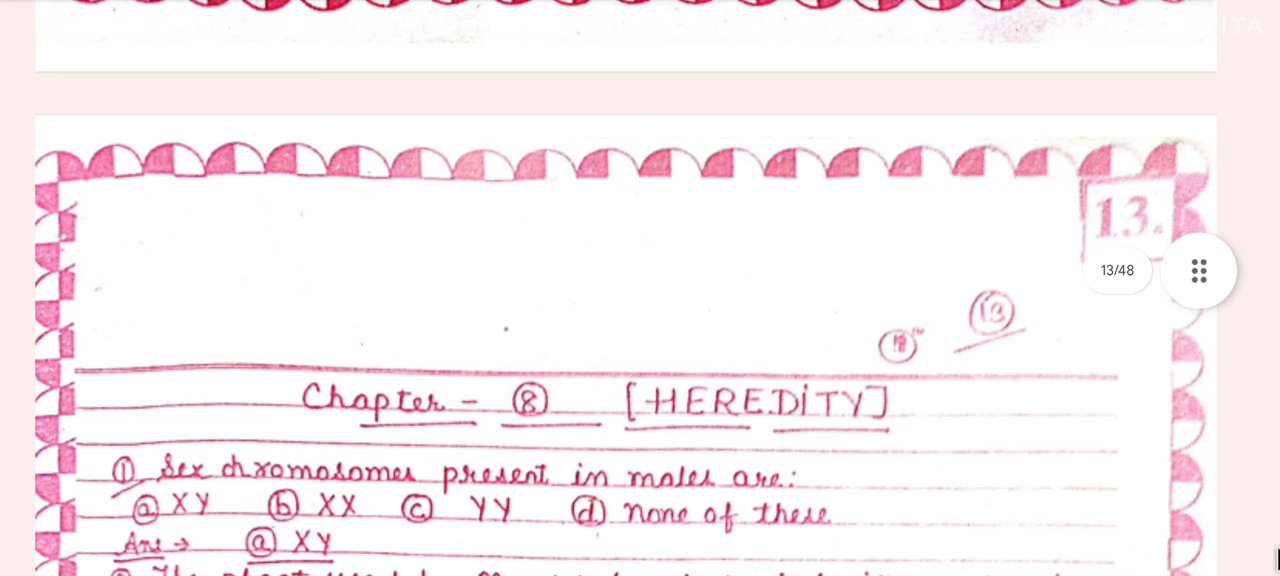 ITA
13.
13/48
13
Chapter - 8 [HEREDITY]
① Sex chromosomes present in males are:
ⓐ XY ⓑ XX ⓒ YY ⓓ none of these
Ans → ⓐ XY